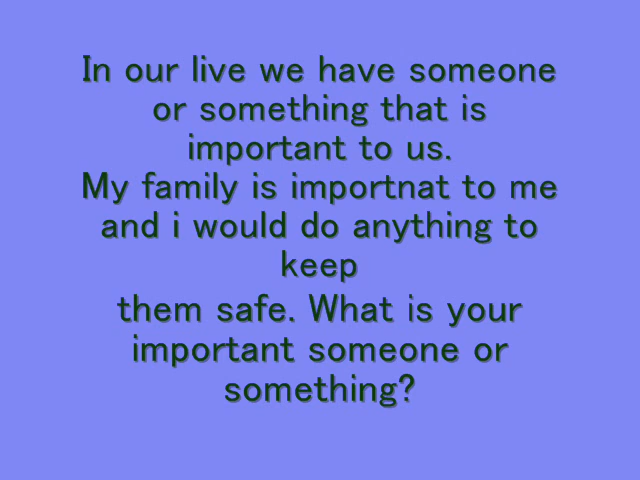 In our live we have someone
or something that is
important to us.
My family is importnat to me
and i would do anything to
keep
them safe. What is your
important someone or
something?